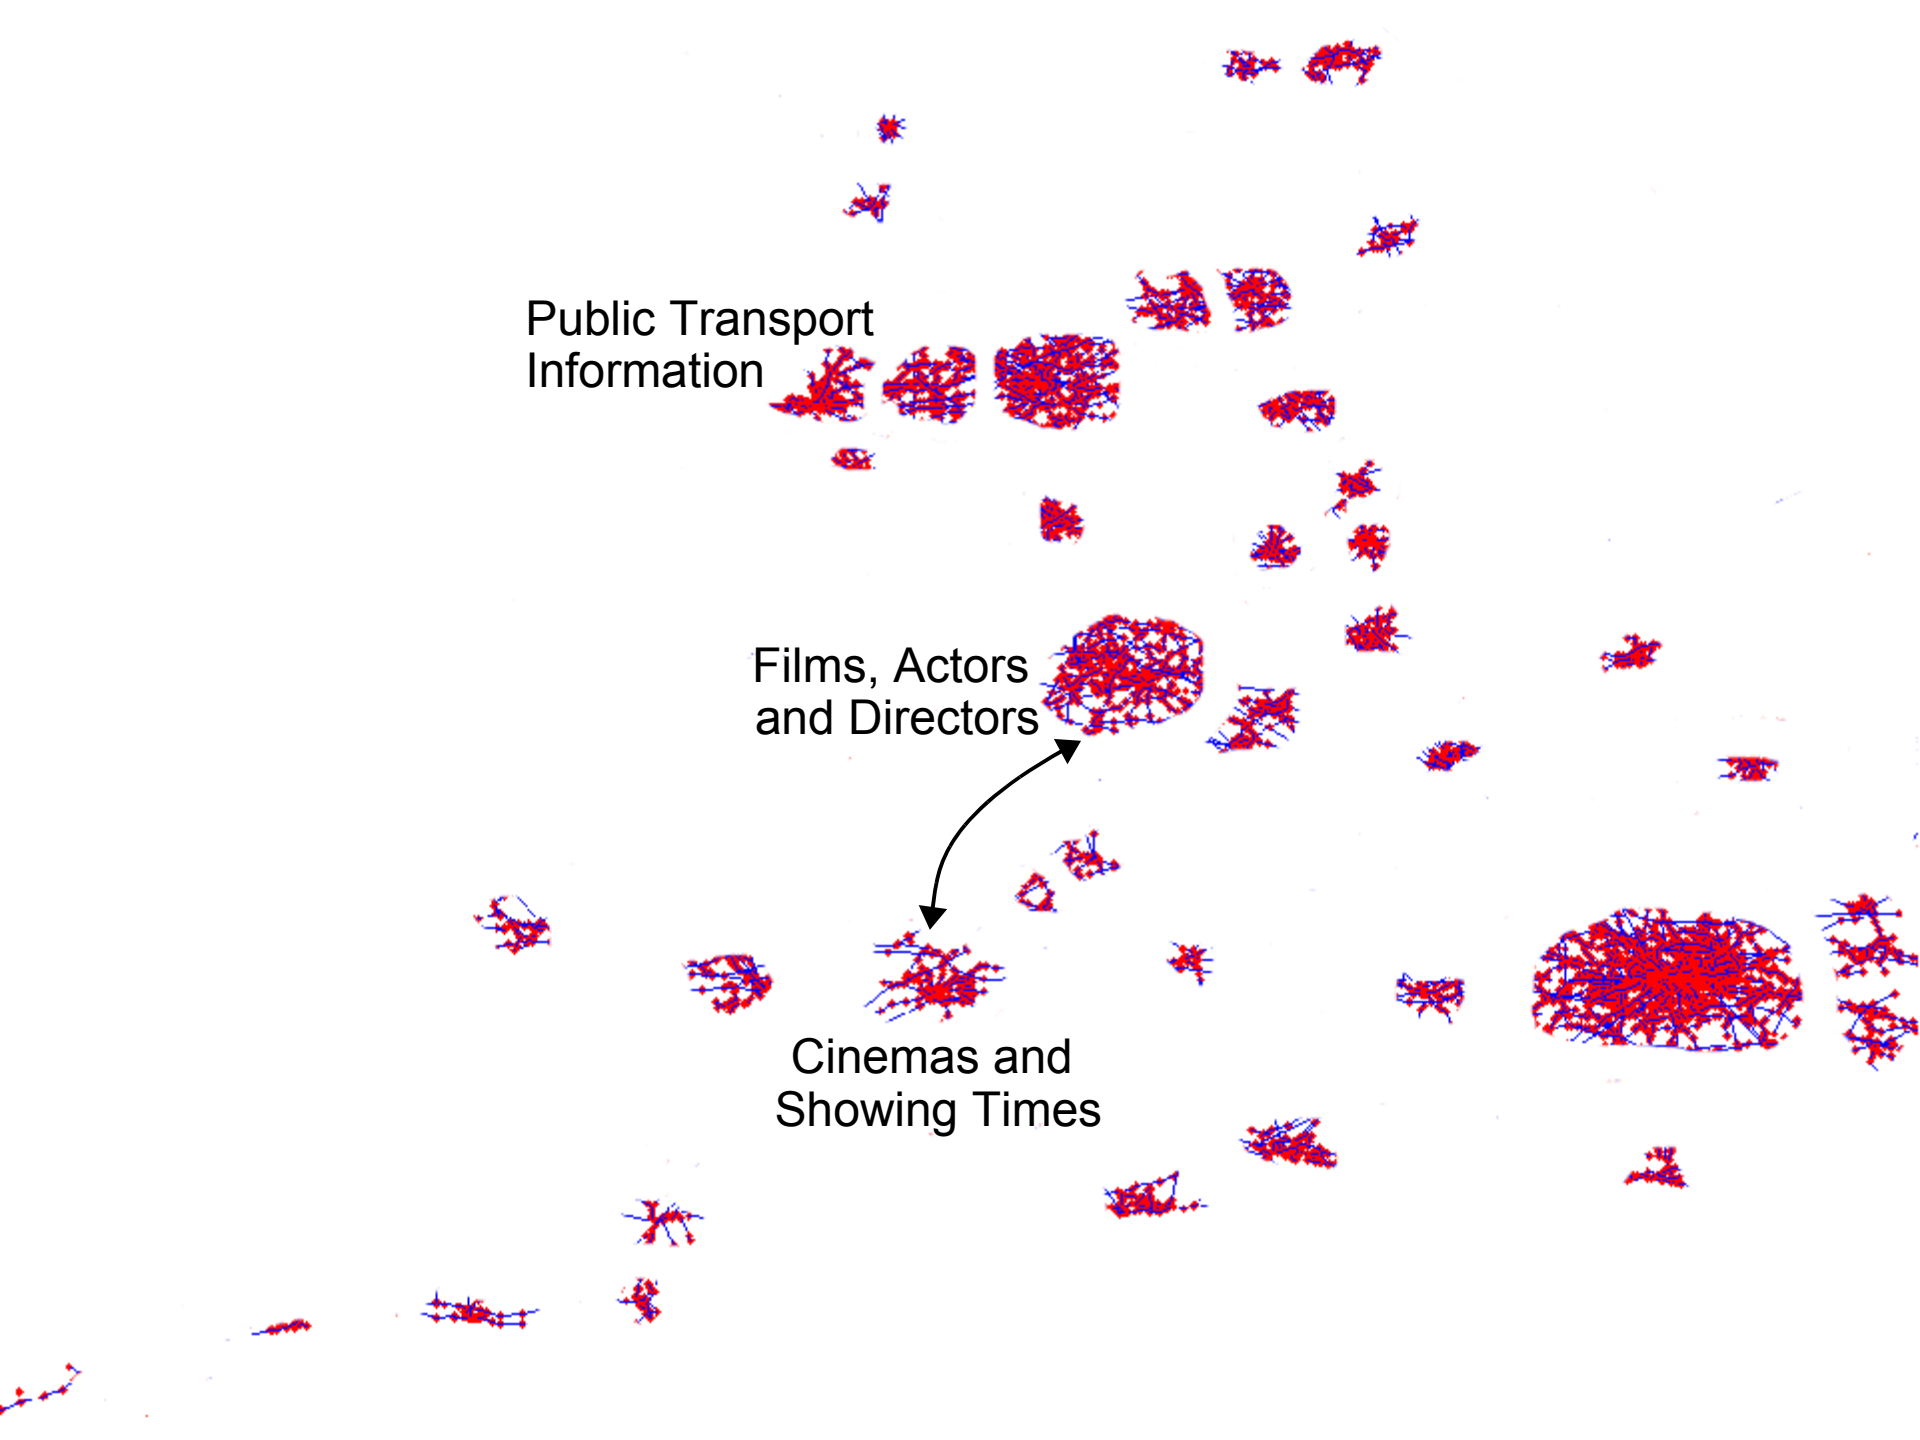 Public Transport
Information
Films, Actors
and Directors
Cinemas and
Showing Times